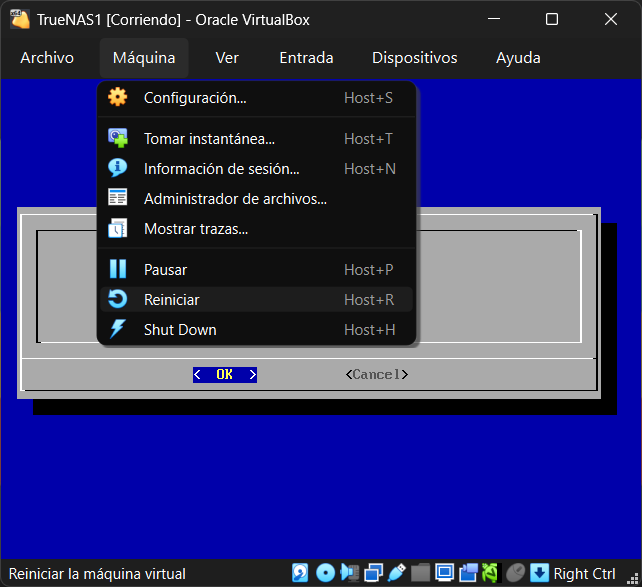 TrueNAS1 [Corriendo] - Oracle VirtualBox
Archivo Máquina Ver Entrada Dispositivos Ayuda
Configuración... Host+S
Tomar instantánea... Host+T
Información de sesión... Host+N
Administrador de archivos...
Mostrar trazas...
Pausar Host+P
Reiniciar Host+R
Shut Down Host+H
< OK > <Cancel>
Reiniciar la máquina virtual Right Ctrl